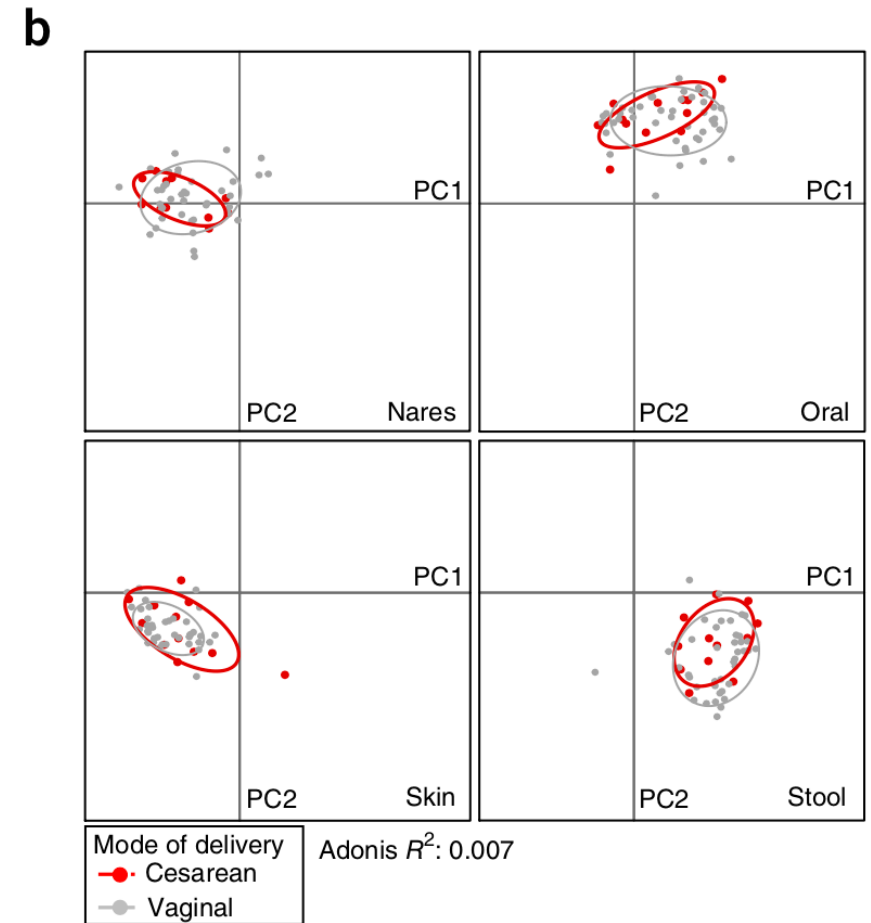 b
PC1
PC2 Nares
PC1
PC2 Oral
PC1
PC2 Skin
PC1
PC2 Stool
Mode of delivery
Cesarean
Vaginal
Adonis R²: 0.007